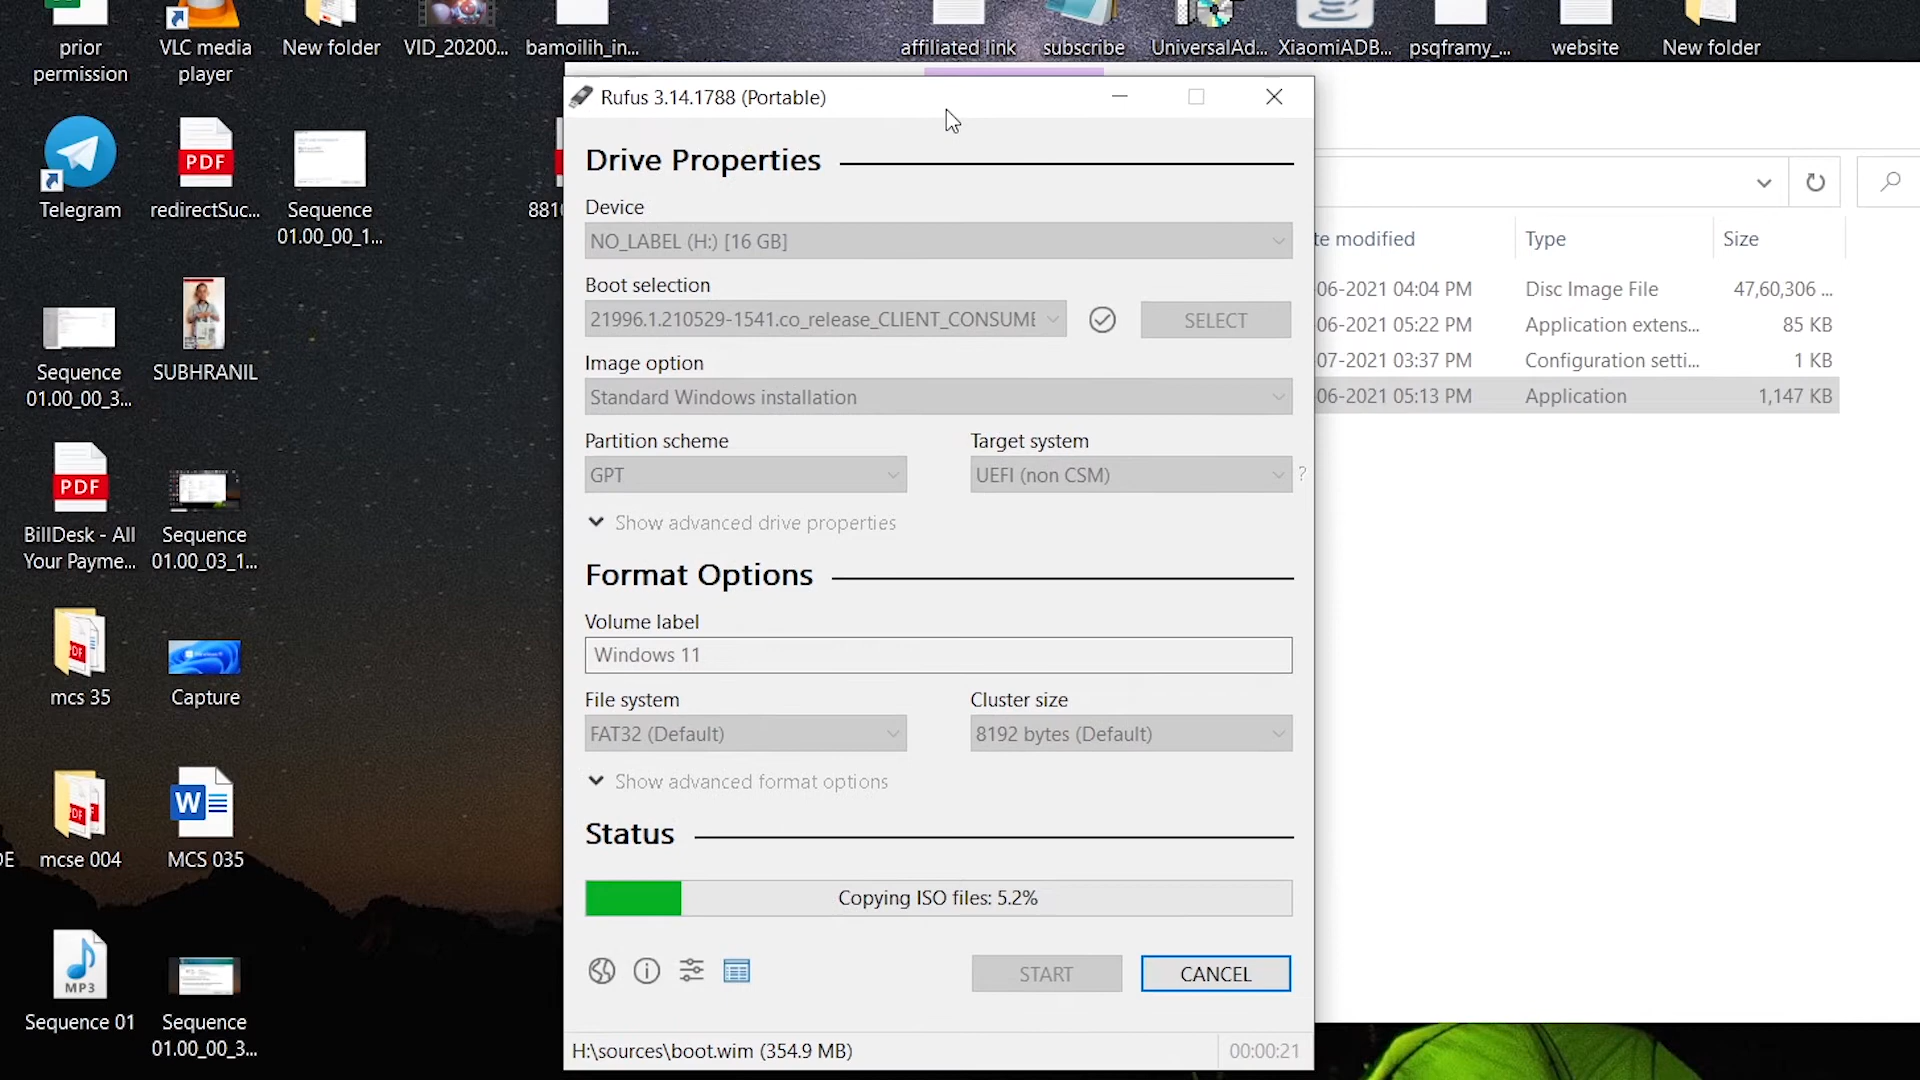 prior
permission
VLC media
player
New folder
VID_20200...
bamoilih_in...
affiliated link
subscribe
UniversalAd...
XiaomiADB...
psqframy_...
website
New folder
Rufus 3.14.1788 (Portable)
Drive Properties
Device
NO_LABEL (H:) [16 GB]
Boot selection
21996.1.210529-1541.co_release_CLIENT_CONSUME
SELECT
Image option
Standard Windows installation
Partition scheme
Target system
GPT
UEFI (non CSM)
?
Show advanced drive properties
Format Options
Volume label
Windows 11
File system
Cluster size
FAT32 (Default)
8192 bytes (Default)
Show advanced format options
Status
Copying ISO files: 5.2%
START
CANCEL
H:\sources\boot.wim (354.9 MB)
00:00:21
te modified
Type
Size
-06-2021 04:04 PM
Disc Image File
47,60,306 ...
-06-2021 05:22 PM
Application extens...
85 KB
-07-2021 03:37 PM
Configuration setti...
1 KB
-06-2021 05:13 PM
Application
1,147 KB
Telegram
PDF
redirectSuc...
Sequence
01.00_00_1...
881
Sequence
01.00_00_3...
SUBHRANIL
PDF
BillDesk - All
Your Payme...
Sequence
01.00_03_1...
PDF
mcs 35
Capture
PDF
mcse 004
W
MCS 035
DE
MP3
Sequence 01
Sequence
01.00_00_3...